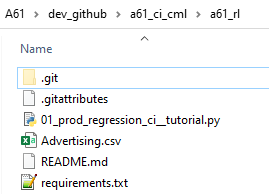 A61 > dev_github > a61_ci_cml > a61_rl
Name
.git
.gitattributes
01_prod_regression_ci__tutorial.py
Advertising.csv
README.md
requirements.txt